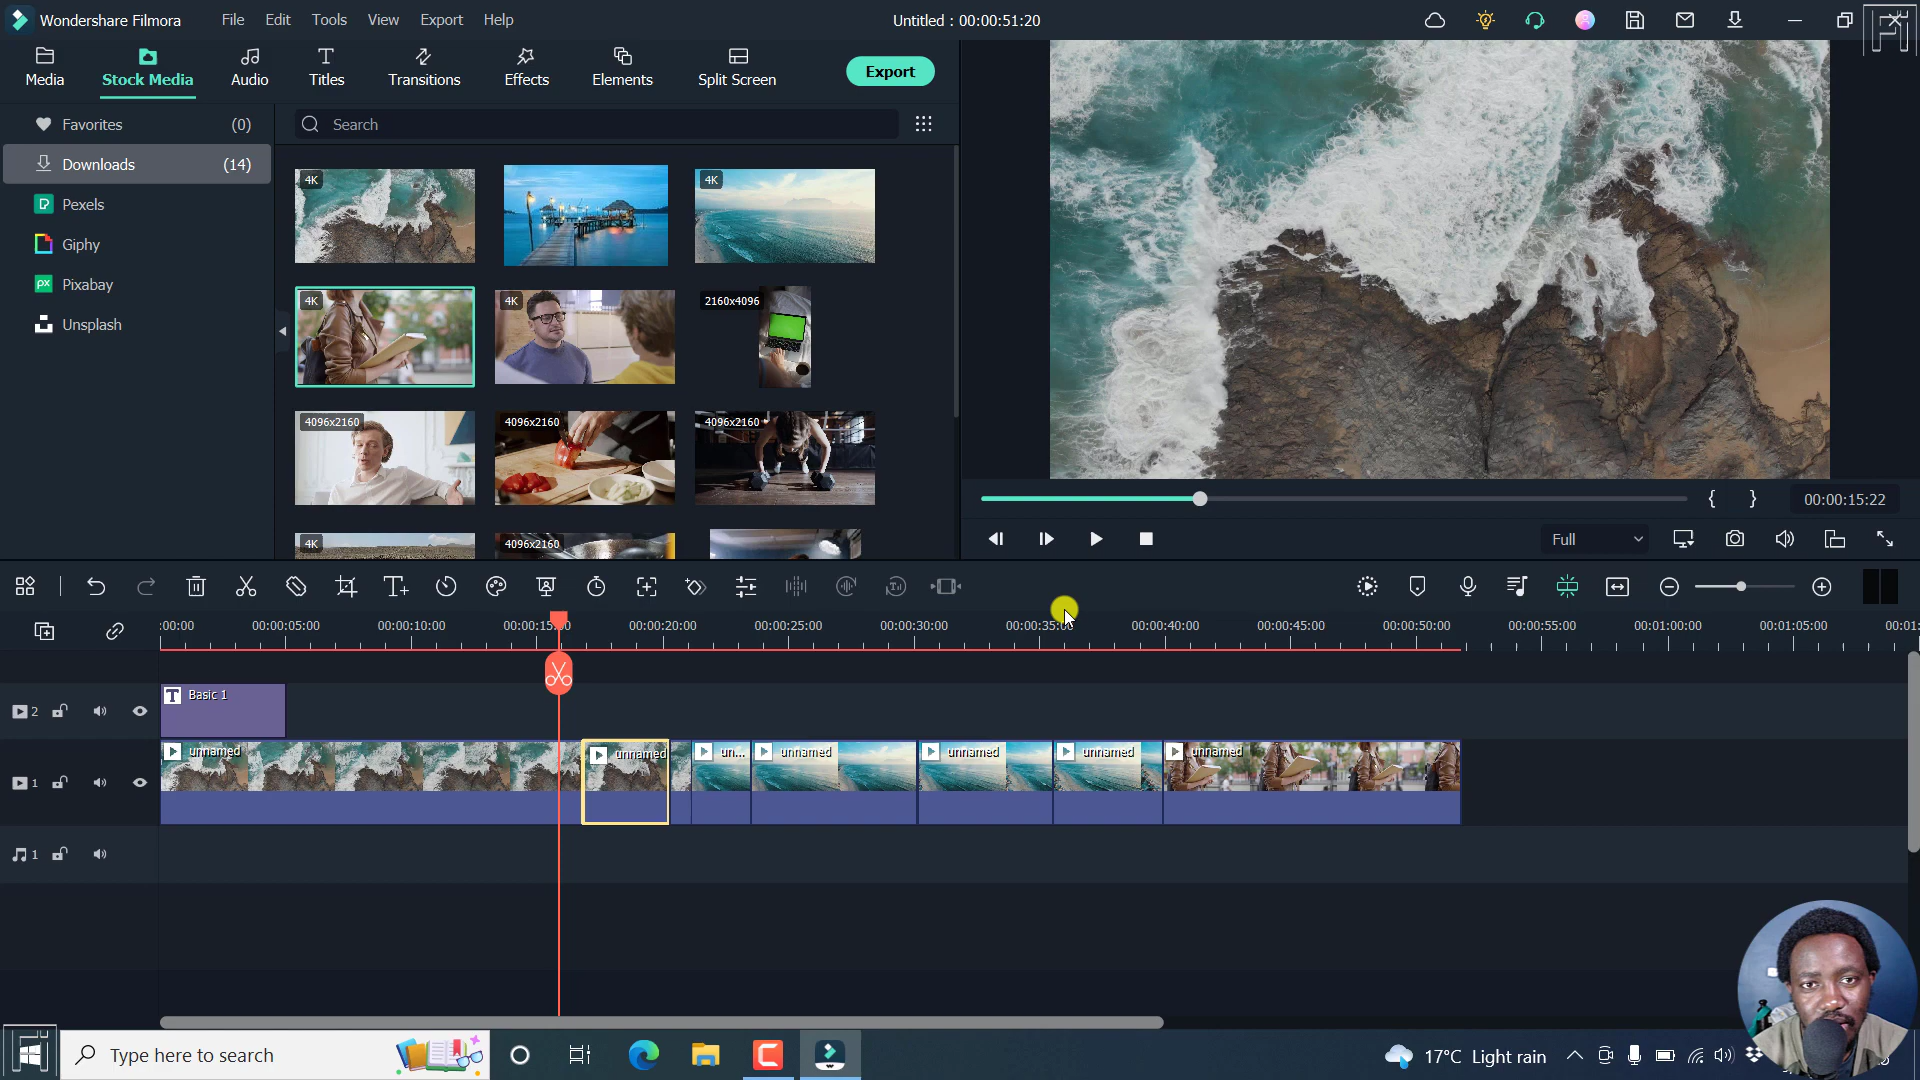 Wondershare Filmora File Edit Tools View Export Help Untitled : 00:00:51:20
Media Stock Media Audio Titles Transitions Effects Elements Split Screen Export
Favorites (0) Search
Downloads (14)
Pexels
Giphy
Pixabay
Unsplash
4K 4K
4K 4K 2160x4096
4096x2160 4096x2160 4096x2160
4K 4096x2160
{ } 00:00:15:22
Full
:00:00 00:00:05:00 00:00:10:00 00:00:15:00 00:00:20:00 00:00:25:00 00:00:30:00 00:00:35:00 00:00:40:00 00:00:45:00 00:00:50:00 00:00:55:00 00:01:00:00 00:01:05:00 00:01:
2 Basic 1
unnamed unnamed un... unnamed unnamed unnamed unnamed
1
1
Type here to search 17°C Light rain